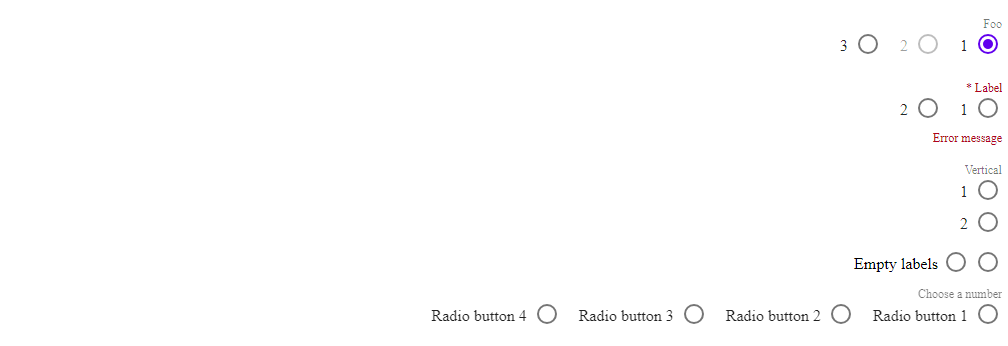 Foo
3 2 1
* Label
2 1
Error message
Vertical
1
2
Empty labels
Choose a number
Radio button 4 Radio button 3 Radio button 2 Radio button 1